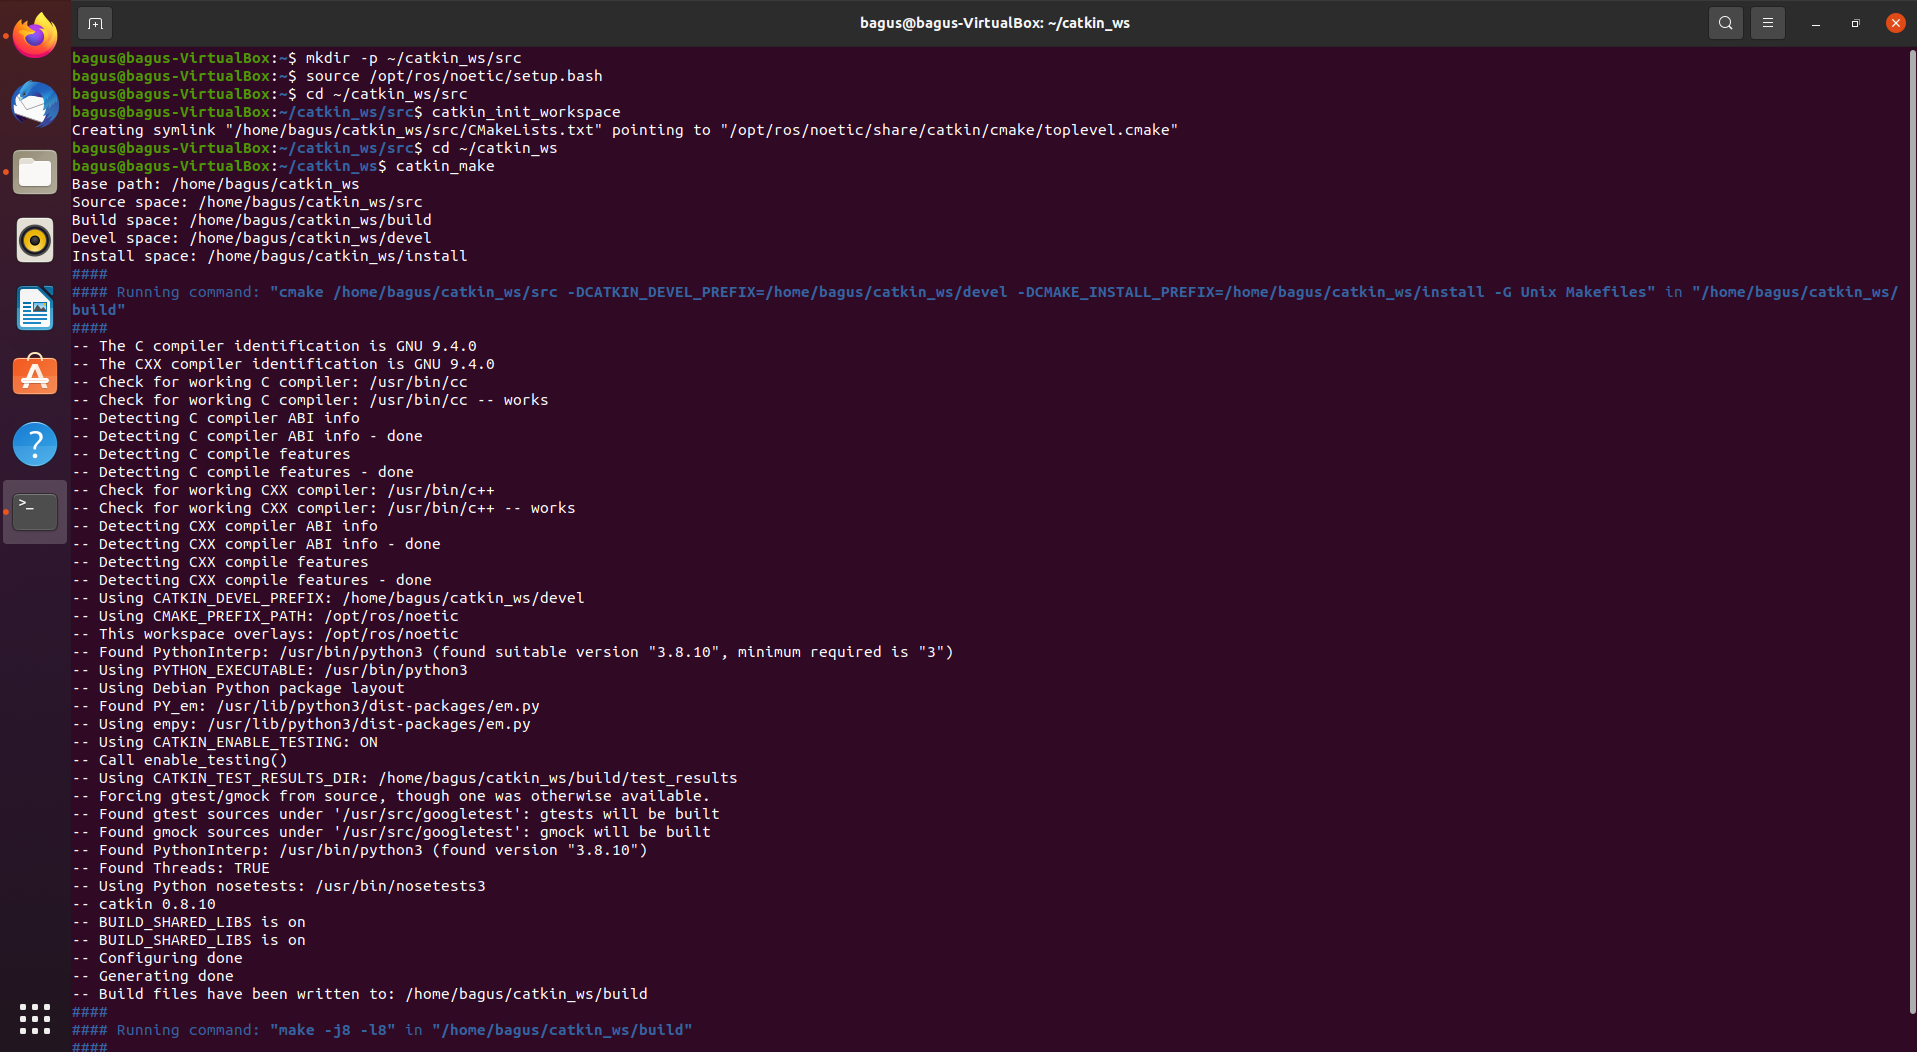 bagus@bagus-VirtualBox: ~/catkin_ws
bagus@bagus-VirtualBox:~$ mkdir -p ~/catkin_ws/src
bagus@bagus-VirtualBox:~$ source /opt/ros/noetic/setup.bash
bagus@bagus-VirtualBox:~$ cd ~/catkin_ws/src
bagus@bagus-VirtualBox:~/catkin_ws/src$ catkin_init_workspace
Creating symlink "/home/bagus/catkin_ws/src/CMakeLists.txt" pointing to "/opt/ros/noetic/share/catkin/cmake/toplevel.cmake"
bagus@bagus-VirtualBox:~/catkin_ws/src$ cd ~/catkin_ws
bagus@bagus-VirtualBox:~/catkin_ws$ catkin_make
Base path: /home/bagus/catkin_ws
Source space: /home/bagus/catkin_ws/src
Build space: /home/bagus/catkin_ws/build
Devel space: /home/bagus/catkin_ws/devel
Install space: /home/bagus/catkin_ws/install
####
#### Running command: "cmake /home/bagus/catkin_ws/src -DCATKIN_DEVEL_PREFIX=/home/bagus/catkin_ws/devel -DCMAKE_INSTALL_PREFIX=/home/bagus/catkin_ws/install -G Unix Makefiles" in "/home/bagus/catkin_ws/
build"
####
-- The C compiler identification is GNU 9.4.0
-- The CXX compiler identification is GNU 9.4.0
-- Check for working C compiler: /usr/bin/cc
-- Check for working C compiler: /usr/bin/cc -- works
-- Detecting C compiler ABI info
-- Detecting C compiler ABI info - done
-- Detecting C compile features
-- Detecting C compile features - done
-- Check for working CXX compiler: /usr/bin/c++
-- Check for working CXX compiler: /usr/bin/c++ -- works
-- Detecting CXX compiler ABI info
-- Detecting CXX compiler ABI info - done
-- Detecting CXX compile features
-- Detecting CXX compile features - done
-- Using CATKIN_DEVEL_PREFIX: /home/bagus/catkin_ws/devel
-- Using CMAKE_PREFIX_PATH: /opt/ros/noetic
-- This workspace overlays: /opt/ros/noetic
-- Found PythonInterp: /usr/bin/python3 (found suitable version "3.8.10", minimum required is "3")
-- Using PYTHON_EXECUTABLE: /usr/bin/python3
-- Using Debian Python package layout
-- Found PY_em: /usr/lib/python3/dist-packages/em.py
-- Using empy: /usr/lib/python3/dist-packages/em.py
-- Using CATKIN_ENABLE_TESTING: ON
-- Call enable_testing()
-- Using CATKIN_TEST_RESULTS_DIR: /home/bagus/catkin_ws/build/test_results
-- Forcing gtest/gmock from source, though one was otherwise available.
-- Found gtest sources under '/usr/src/googletest': gtests will be built
-- Found gmock sources under '/usr/src/googletest': gmock will be built
-- Found PythonInterp: /usr/bin/python3 (found version "3.8.10")
-- Found Threads: TRUE
-- Using Python nosetests: /usr/bin/nosetests3
-- catkin 0.8.10
-- BUILD_SHARED_LIBS is on
-- BUILD_SHARED_LIBS is on
-- Configuring done
-- Generating done
-- Build files have been written to: /home/bagus/catkin_ws/build
####
#### Running command: "make -j8 -l8" in "/home/bagus/catkin_ws/build"
####